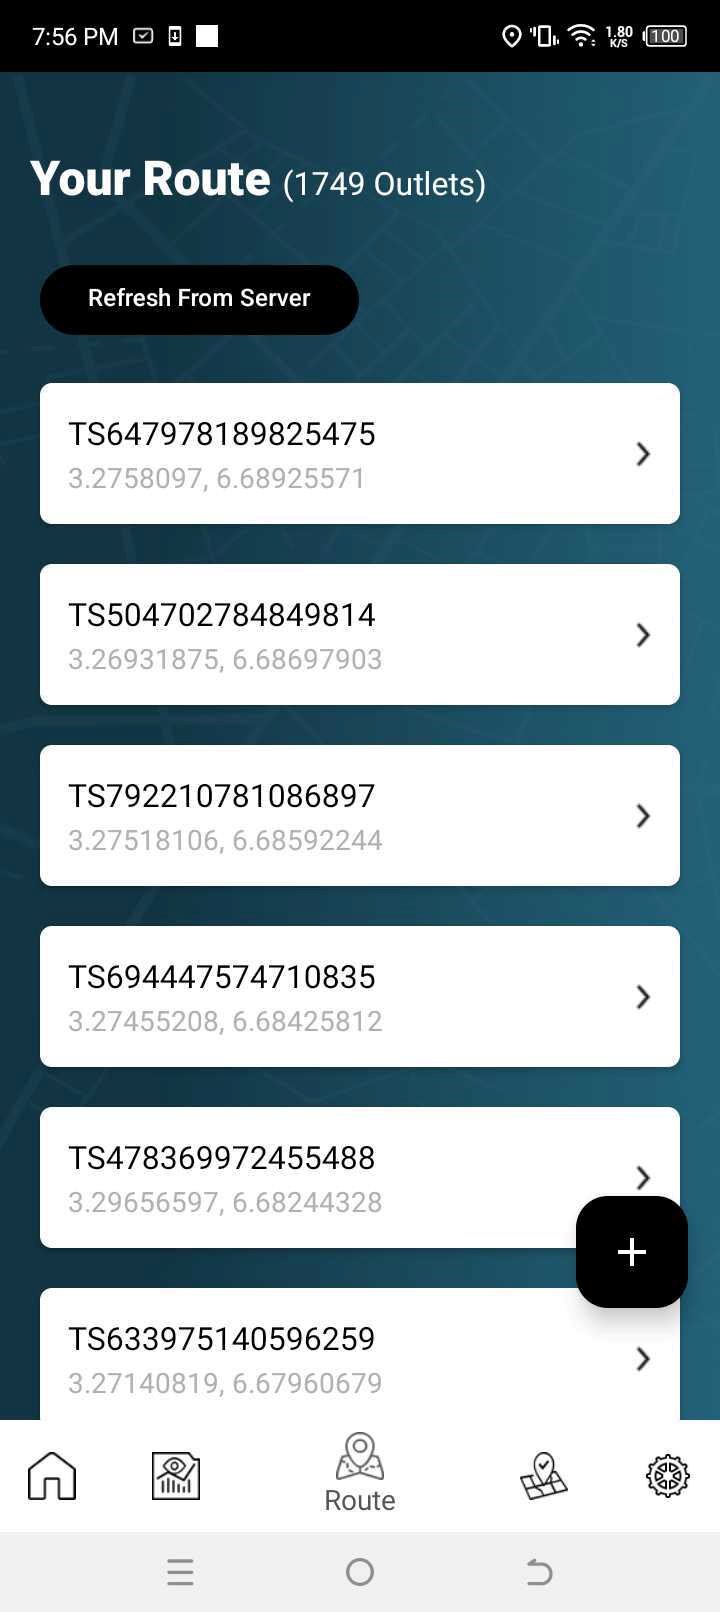 7:56 PM
1.80
K/S
100
Your Route (1749 Outlets)
Refresh From Server
TS647978189825475
3.2758097, 6.68925571
TS504702784849814
3.26931875, 6.68697903
TS792210781086897
3.27518106, 6.68592244
TS694447574710835
3.27455208, 6.68425812
TS478369972455488
3.29656597, 6.68244328
+
TS633975140596259
3.27140819, 6.67960679
Route